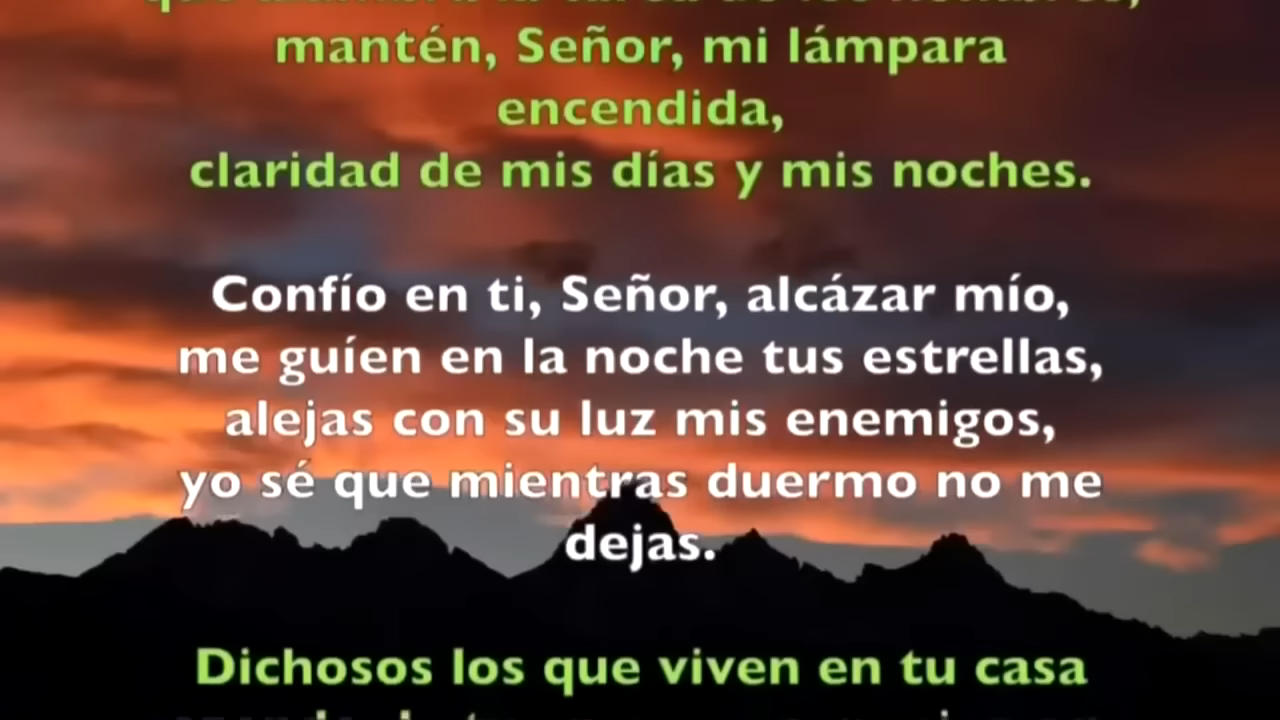 mantén, Señor, mi lámpara
encendida,
claridad de mis días y mis noches.
Confío en ti, Señor, alcázar mío,
me guíen en la noche tus estrellas,
alejas con su luz mis enemigos,
yo sé que mientras duermo no me
dejas.
Dichosos los que viven en tu casa